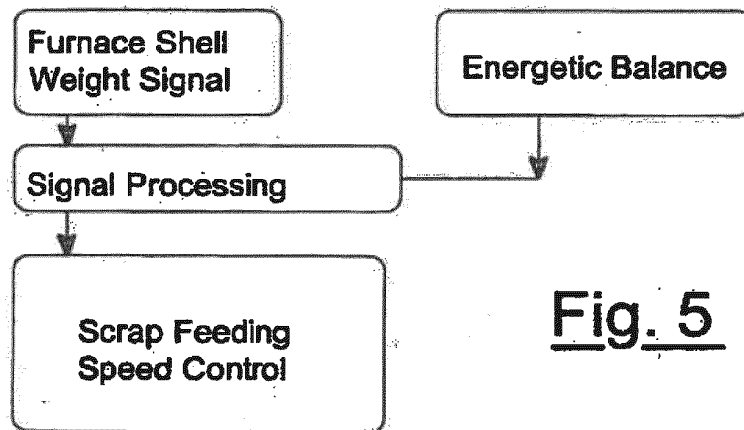 Furnace Shell
Weight Signal
Energetic Balance
Signal Processing
Scrap Feeding
Speed Control
Fig. 5